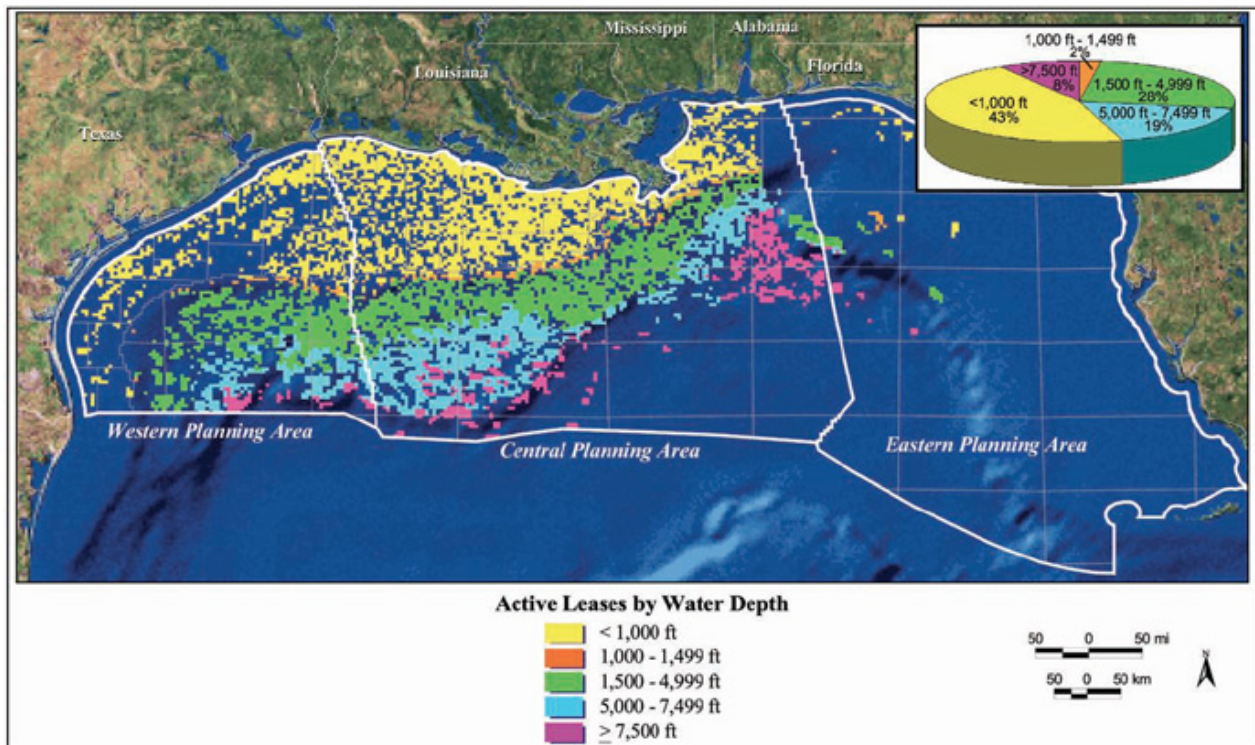 Mississippi
Alabama
Louisiana
Florida
Texas
1,000 ft - 1,499 ft
2%
>7,500 ft
8%
1,500 ft - 4,999 ft
28%
<1,000 ft
43%
5,000 ft - 7,499 ft
19%
Western Planning Area
Central Planning Area
Eastern Planning Area
Active Leases by Water Depth
< 1,000 ft
1,000 - 1,499 ft
1,500 - 4,999 ft
5,000 - 7,499 ft
≥ 7,500 ft
50 0 50 mi
50 0 50 km
N